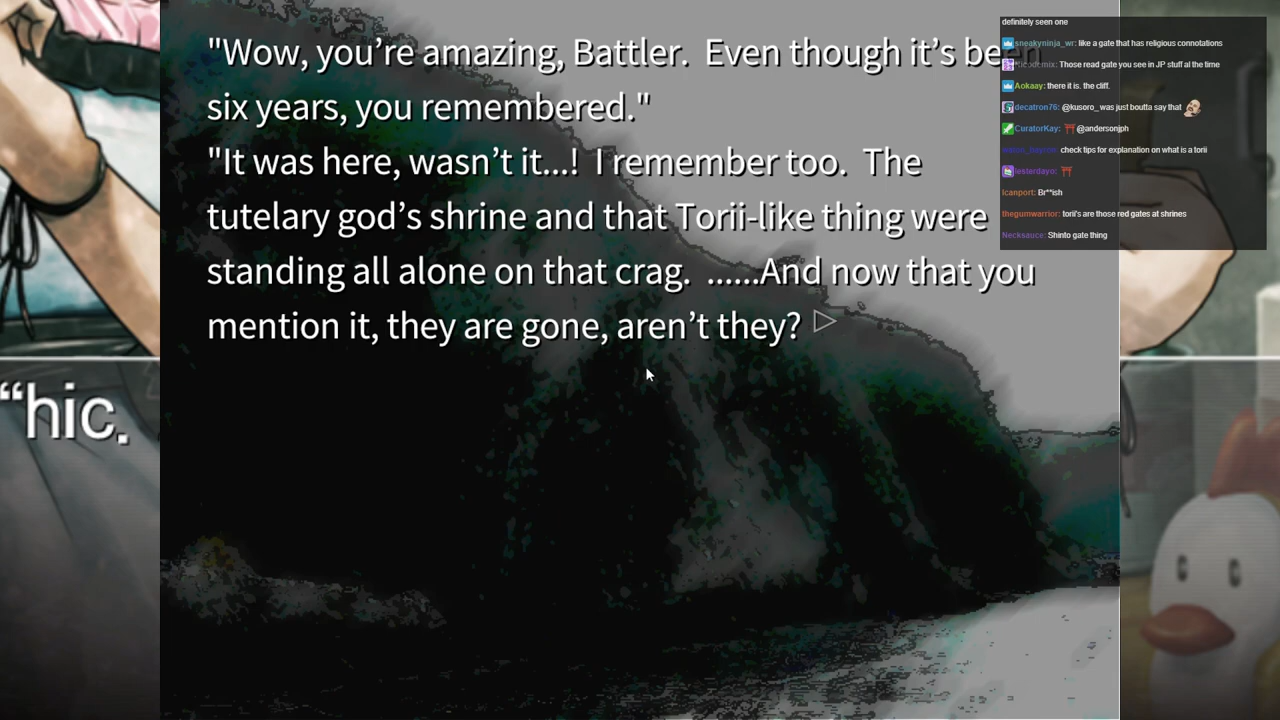 "Wow, you're amazing, Battler.  Even though it's be
six years, you remembered."
"It was here, wasn't it...!  I remember too.  The
tutelary god's shrine and that Torii-like thing were
standing all alone on that crag.  ......And now that you
mention it, they are gone, aren't they?
"hic.
definitely seen one
sneakyninja_wr: like a gate that has religious connotations
Those read gate you see in JP stuff al the time
Aokaay: there it is. the cliff.
decatron76: @kusoro_was just boutta say that
CuratorKay: ⛩@andersonjph
check tips for explanation on what is a torii
lesterdayo: ⛩
Icanport: Br**ish
thegumwarrior: torii's are those red gates at shrines
Necksauce: Shinto gate thing